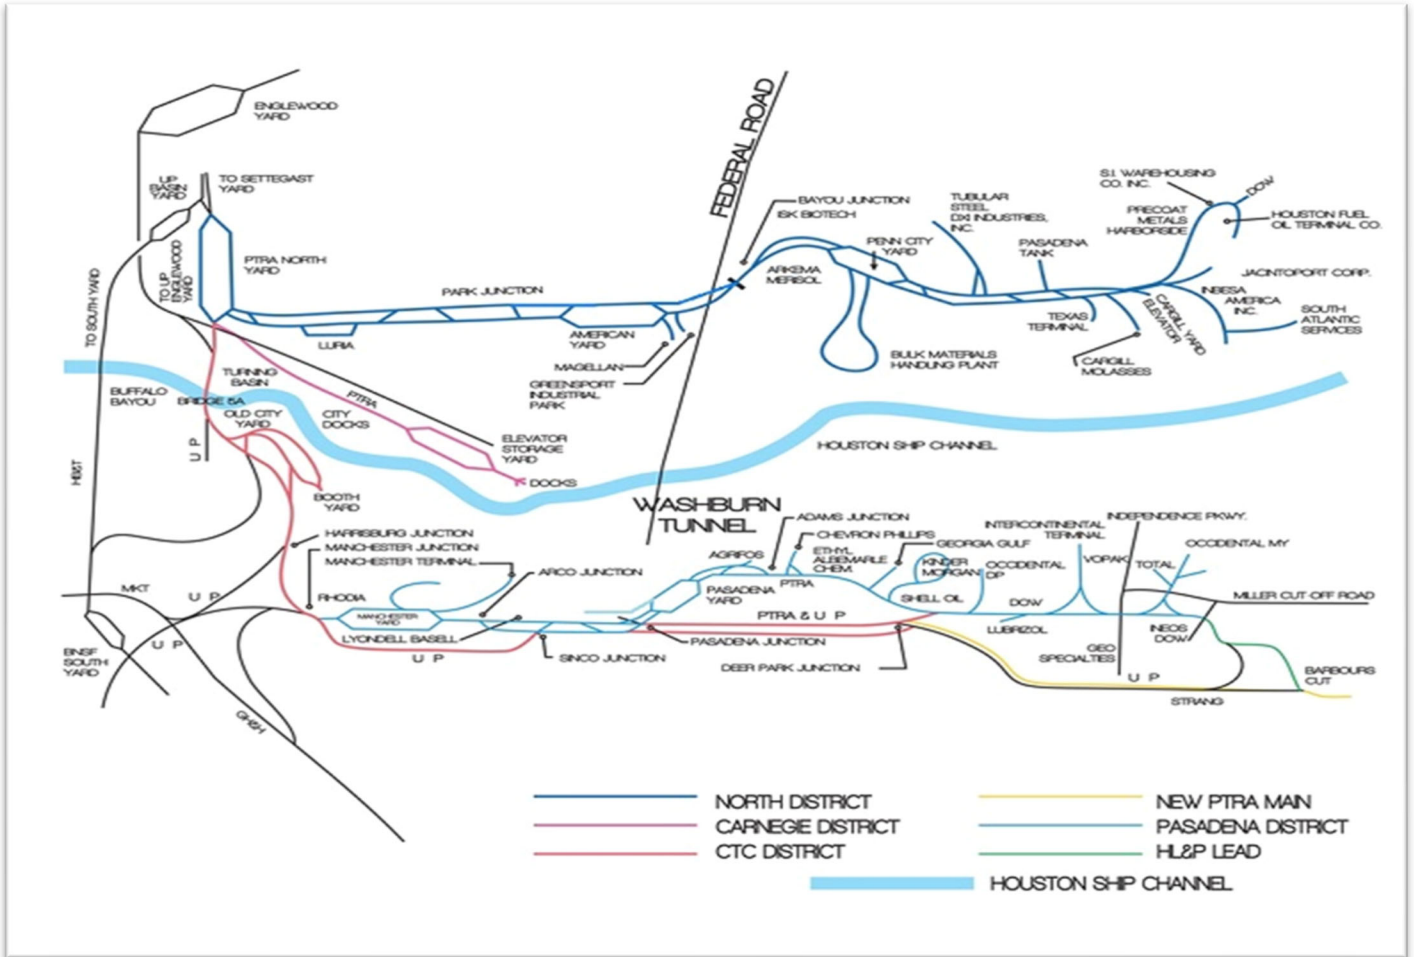 ENGLEWOOD
YARD
UP
BASIN
YARD
TO SETTEGAST
YARD
TO UP
ENGLEWOOD
YARD
PTRA NORTH
YARD
TO SOUTH YARD
PARK JUNCTION
LURIA
AMERICAN
YARD
MAGELLAN
GREENSPORT
INDUSTRIAL
PARK
FEDERAL ROAD
BAYOU JUNCTION
ISK BIOTECH
ARKEMA
MERISOL
PENN CITY
YARD
TUBULAR
STEEL
DXI INDUSTRIES,
INC.
PASADENA
TANK
S.I. WAREHOUSING
CO. INC.
DOW
PRECOAT
METALS
HARBORSIDE
HOUSTON FUEL
OIL TERMINAL CO.
JACINTOPORT CORP.
INBESA
AMERICA
INC.
SOUTH
ATLANTIC
SERVICES
CARGILL YARD
ELEVATOR
TEXAS
TERMINAL
CARGILL
MOLASSES
BULK MATERIALS
HANDLING PLANT
TURNING
BASIN
BUFFALO
BAYOU
BRIDGE 5A
OLD CITY
YARD
CITY
DOCKS
PTRA
ELEVATOR
STORAGE
YARD
DOCKS
HOUSTON SHIP CHANNEL
U P
HB&T
BOOTH
YARD
WASHBURN
TUNNEL
HARRISBURG JUNCTION
MANCHESTER JUNCTION
MANCHESTER TERMINAL
ARCO JUNCTION
RHODIA
MANCHESTER
YARD
LYONDELL BASELL
U P
SINCO JUNCTION
MKT
U P
U P
BNSF
SOUTH
YARD
GH&H
AGRIFOS
PASADENA
YARD
ADAMS JUNCTION
CHEVRON PHILLIPS
ETHYL
ALBEMARLE
CHEM.
PTRA
GEORGIA GULF
KINDER
MORGAN
SHELL OIL
INTERCONTINENTAL
TERMINAL
OCCIDENTAL
DP
INDEPENDENCE PKWY.
VOPAK
TOTAL
OCCIDENTAL MY
MILLER CUT-OFF ROAD
DOW
LUBRIZOL
INEOS
DOW
PTRA & U P
PASADENA JUNCTION
DEER PARK JUNCTION
GEO
SPECIALTIES
U P
STRANG
BARBOURS
CUT
NORTH DISTRICT
CARNEGIE DISTRICT
CTC DISTRICT
NEW PTRA MAIN
PASADENA DISTRICT
HL&P LEAD
HOUSTON SHIP CHANNEL